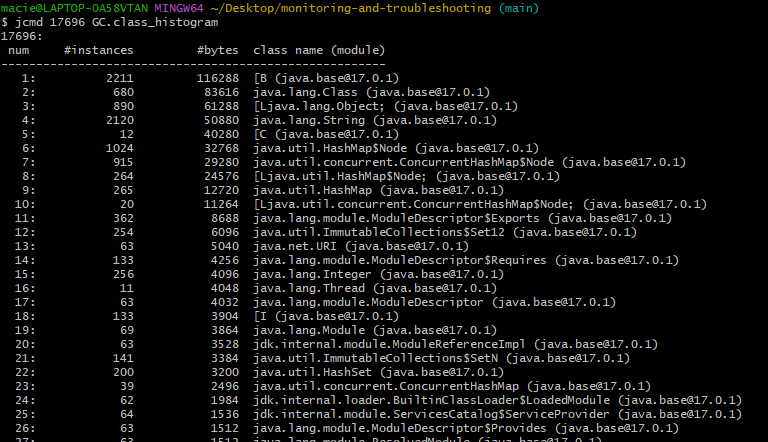 macie@LAPTOP-OA58VTAN MINGW64 ~/Desktop/monitoring-and-troubleshooting (main)
$ jcmd 17696 GC.class_histogram
17696:
 num     #instances         #bytes  class name (module)
-------------------------------------------------------
   1:          2211         116288  [B (java.base@17.0.1)
   2:           680          83616  java.lang.Class (java.base@17.0.1)
   3:           890          61288  [Ljava.lang.Object; (java.base@17.0.1)
   4:          2120          50880  java.lang.String (java.base@17.0.1)
   5:            12          40280  [C (java.base@17.0.1)
   6:          1024          32768  java.util.HashMap$Node (java.base@17.0.1)
   7:           915          29280  java.util.concurrent.ConcurrentHashMap$Node (java.base@17.0.1)
   8:           264          24576  [Ljava.util.HashMap$Node; (java.base@17.0.1)
   9:           265          12720  java.util.HashMap (java.base@17.0.1)
  10:            20          11264  [Ljava.util.concurrent.ConcurrentHashMap$Node; (java.base@17.0.1)
  11:           362           8688  java.lang.module.ModuleDescriptor$Exports (java.base@17.0.1)
  12:           254           6096  java.util.ImmutableCollections$Set12 (java.base@17.0.1)
  13:            63           5040  java.net.URI (java.base@17.0.1)
  14:           133           4256  java.lang.module.ModuleDescriptor$Requires (java.base@17.0.1)
  15:           256           4096  java.lang.Integer (java.base@17.0.1)
  16:            11           4048  java.lang.Thread (java.base@17.0.1)
  17:            63           4032  java.lang.module.ModuleDescriptor (java.base@17.0.1)
  18:           133           3904  [I (java.base@17.0.1)
  19:            69           3864  java.lang.Module (java.base@17.0.1)
  20:            63           3528  jdk.internal.module.ModuleReferenceImpl (java.base@17.0.1)
  21:           141           3384  java.util.ImmutableCollections$SetN (java.base@17.0.1)
  22:           200           3200  java.util.HashSet (java.base@17.0.1)
  23:            39           2496  java.util.concurrent.ConcurrentHashMap (java.base@17.0.1)
  24:            62           1984  jdk.internal.loader.BuiltinClassLoader$LoadedModule (java.base@17.0.1)
  25:            64           1536  jdk.internal.module.ServicesCatalog$ServiceProvider (java.base@17.0.1)
  26:            63           1512  java.lang.module.ModuleDescriptor$Provides (java.base@17.0.1)
  27:            63           1512  java.lang.module.ResolvedModule (java.base@17.0.1)